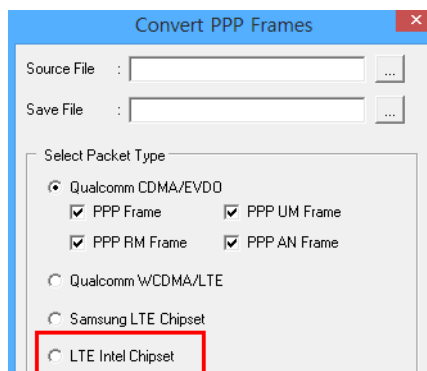 Convert PPP Frames
Source File :
...
Save File :
...
Select Packet Type
Qualcomm CDMA/EVDO
PPP Frame PPP UM Frame
PPP RM Frame PPP AN Frame
Qualcomm WCDMA/LTE
Samsung LTE Chipset
LTE Intel Chipset